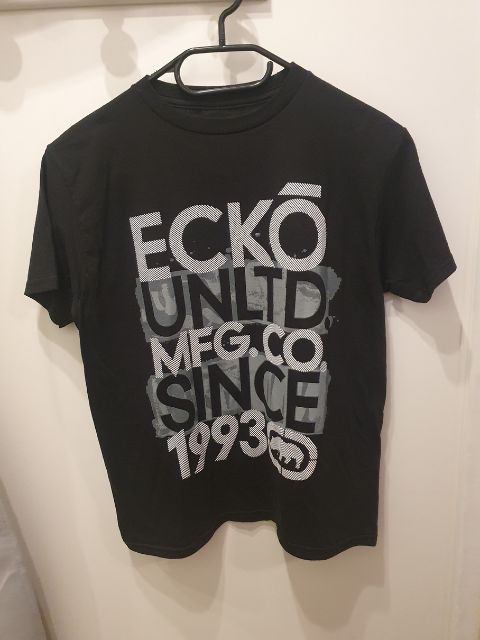 ECKŌ
UNLTD
MFG. CO.
SINCE
1993